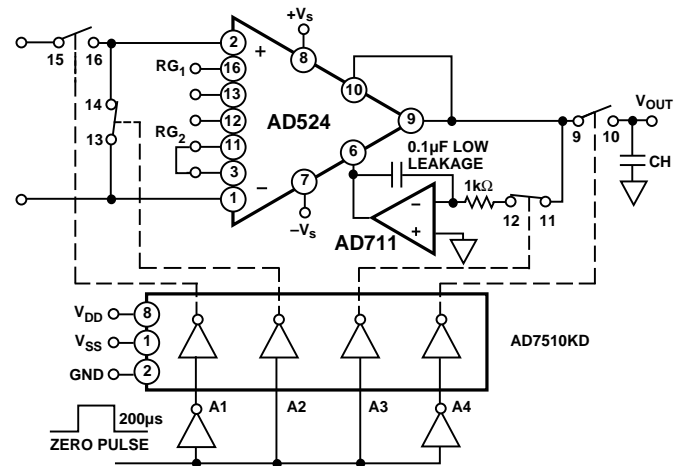 +Vs
15 16
2
+
8
RG1
16
10
14
13
VOUT
12
AD524
9
9 10
13
RG2
11
6
0.1µF LOW
LEAKAGE
CH
3
1kΩ
7
−
1
−
12 11
−Vs
+
AD711
VDD
8
VSS
1
AD7510KD
GND
2
200µs
A1 A2 A3 A4
ZERO PULSE